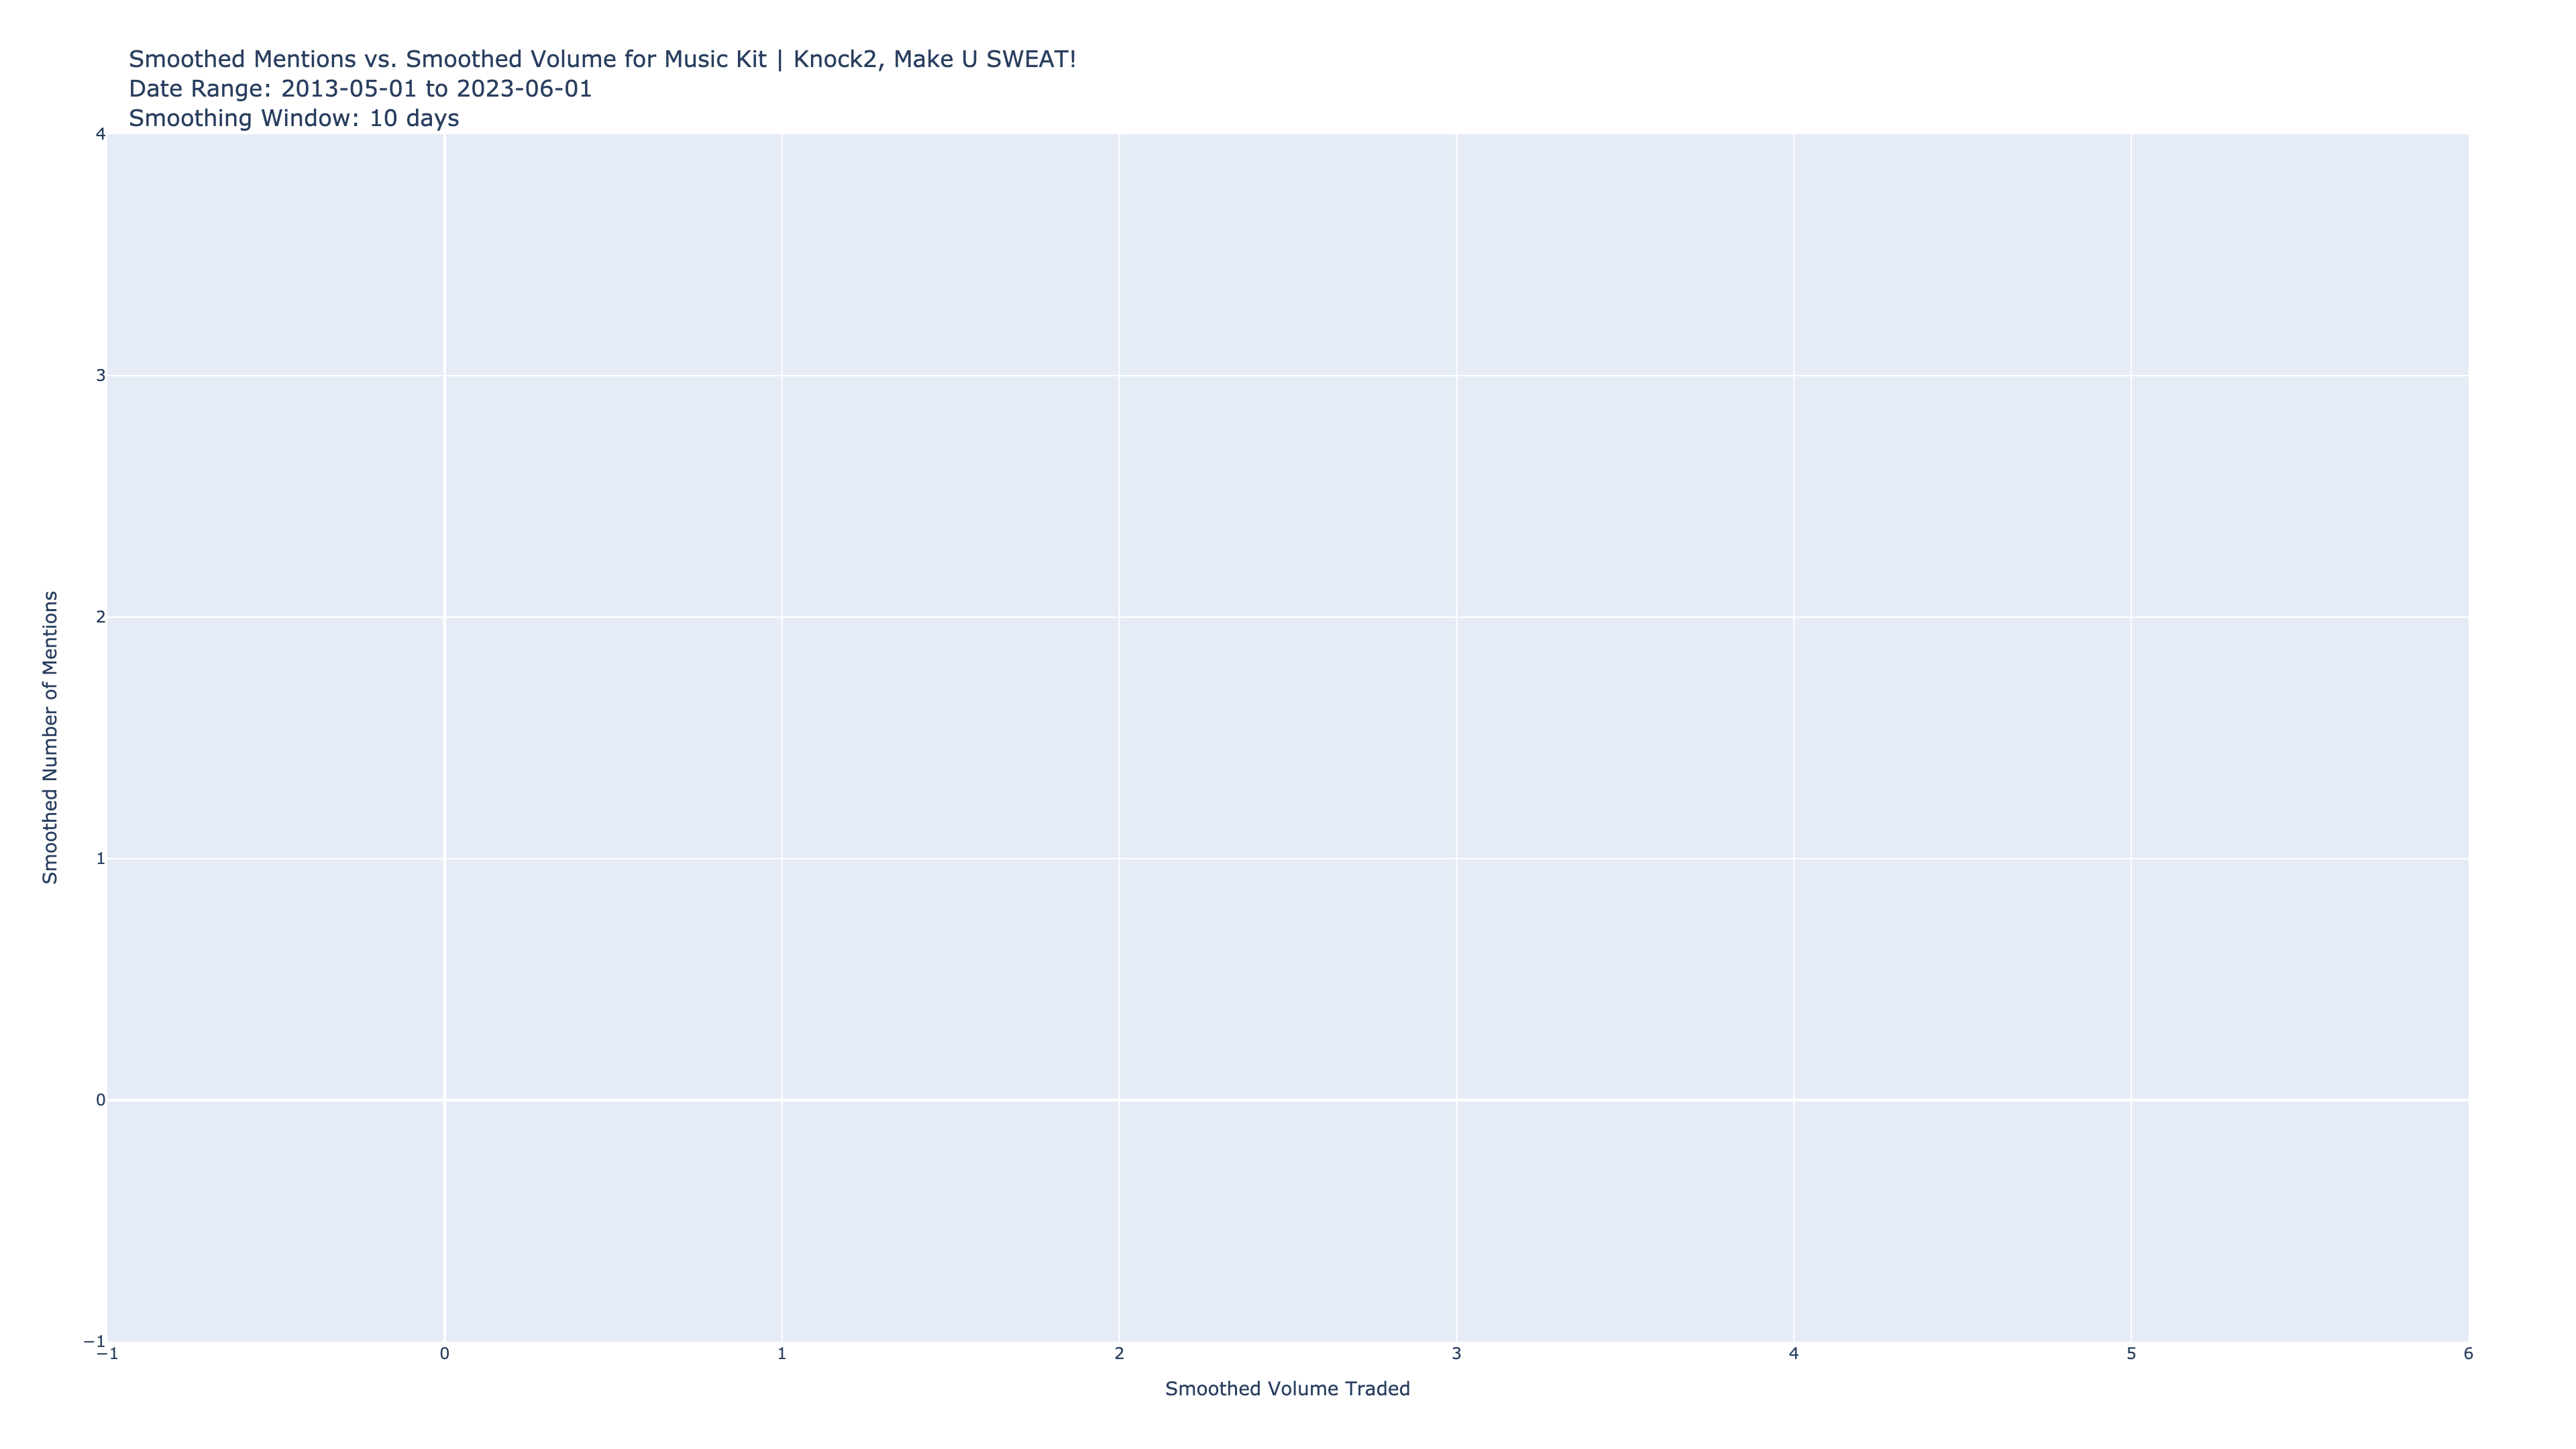 Smoothed Mentions vs. Smoothed Volume for Music Kit | Knock2, Make U SWEAT!
Date Range: 2013-05-01 to 2023-06-01
Smoothing Window: 10 days
4
3
2
1
0
−1
Smoothed Number of Mentions
−1 0 1 2 3 4 5 6
Smoothed Volume Traded